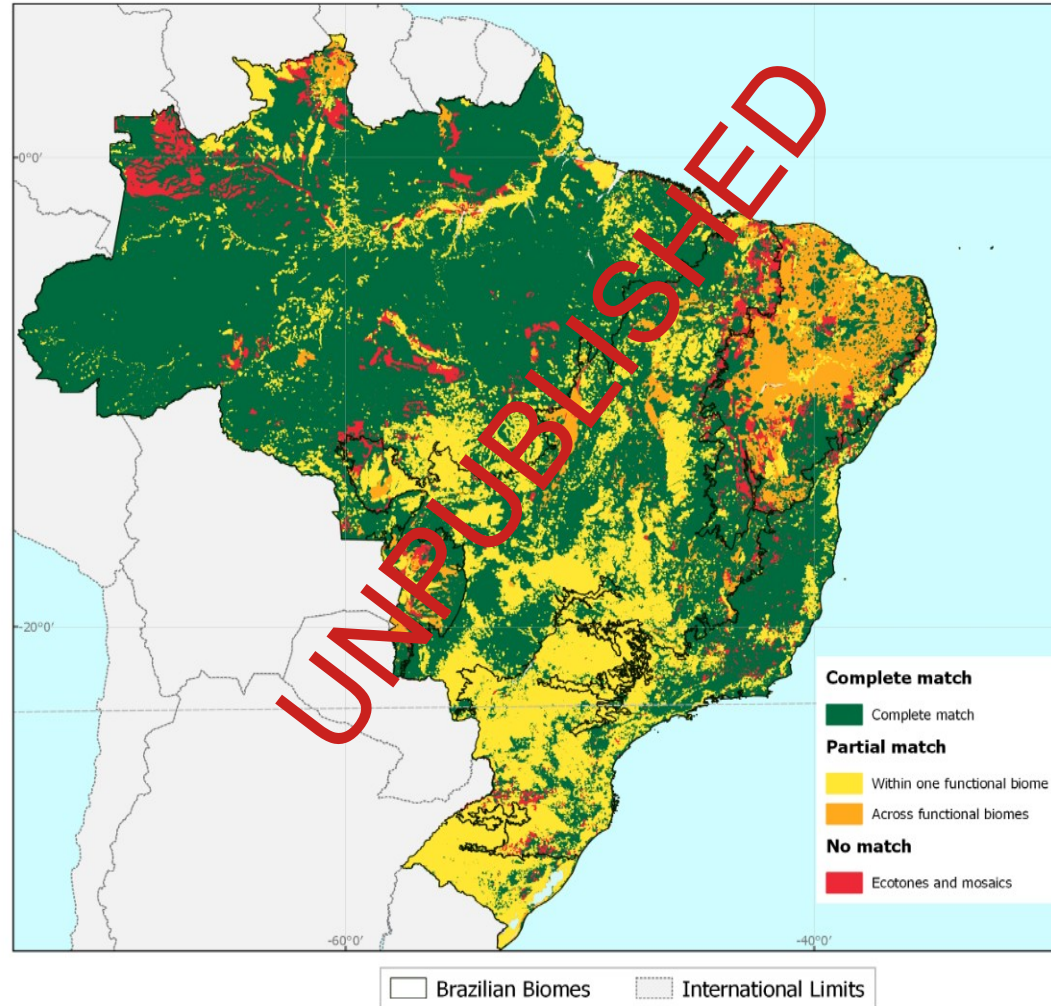 0°0'
-20°0'
-60°0'
-40°0'
UNPUBLISHED
Complete match
Complete match
Partial match
Within one functional biome
Across functional biomes
No match
Ecotones and mosaics
Brazilian Biomes
International Limits